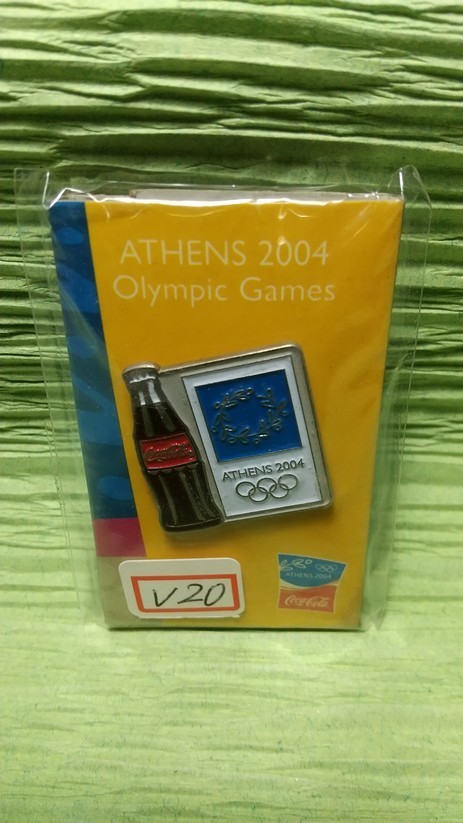 ATHENS 2004
Olympic Games
Coca-Cola
ATHENS 2004
V20
ATHENS 2004
Coca-Cola